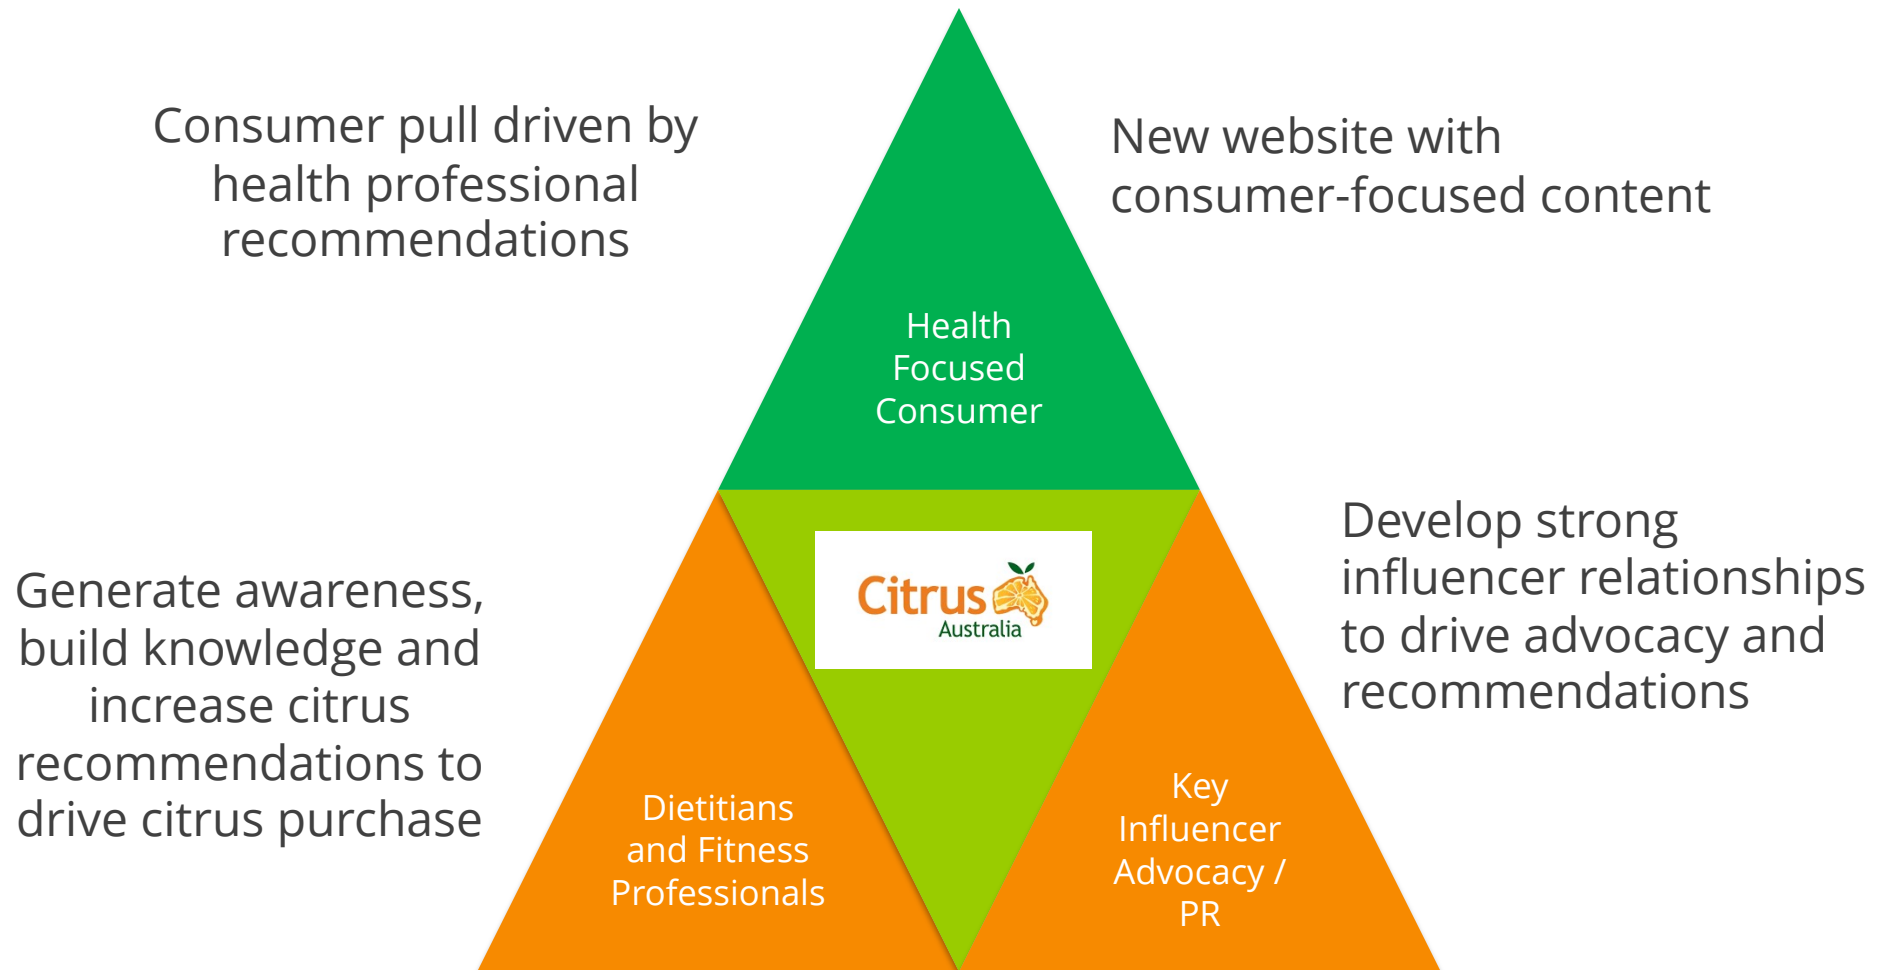 Consumer pull driven by
health professional
recommendations
New website with
consumer-focused content
Health
Focused
Consumer
Citrus
Australia
Generate awareness,
build knowledge and
increase citrus
recommendations to
drive citrus purchase
Develop strong
influencer relationships
to drive advocacy and
recommendations
Dietitians
and Fitness
Professionals
Key
Influencer
Advocacy /
PR